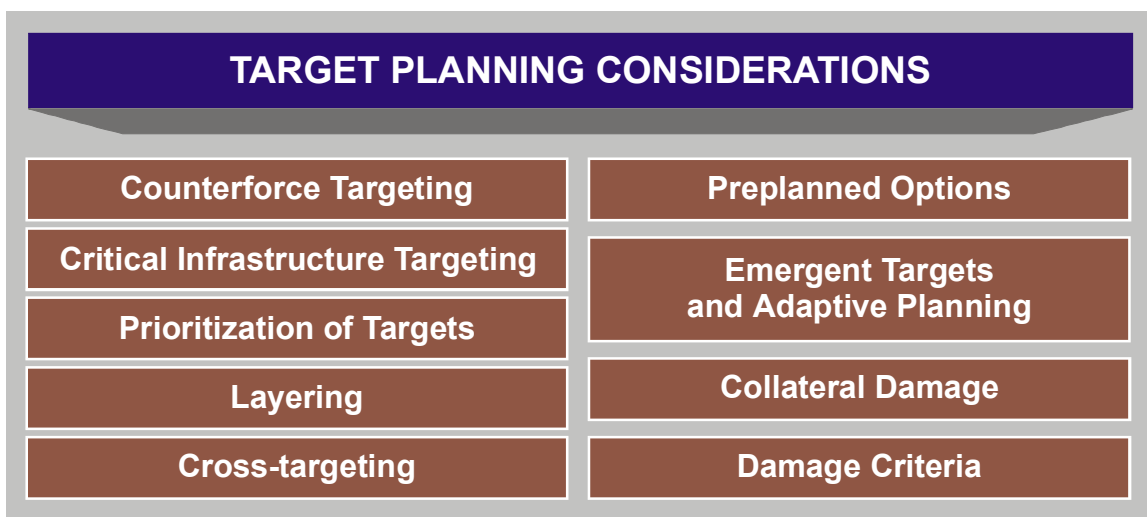 TARGET PLANNING CONSIDERATIONS
Counterforce Targeting
Critical Infrastructure Targeting
Prioritization of Targets
Layering
Cross-targeting
Preplanned Options
Emergent Targets
and Adaptive Planning
Collateral Damage
Damage Criteria